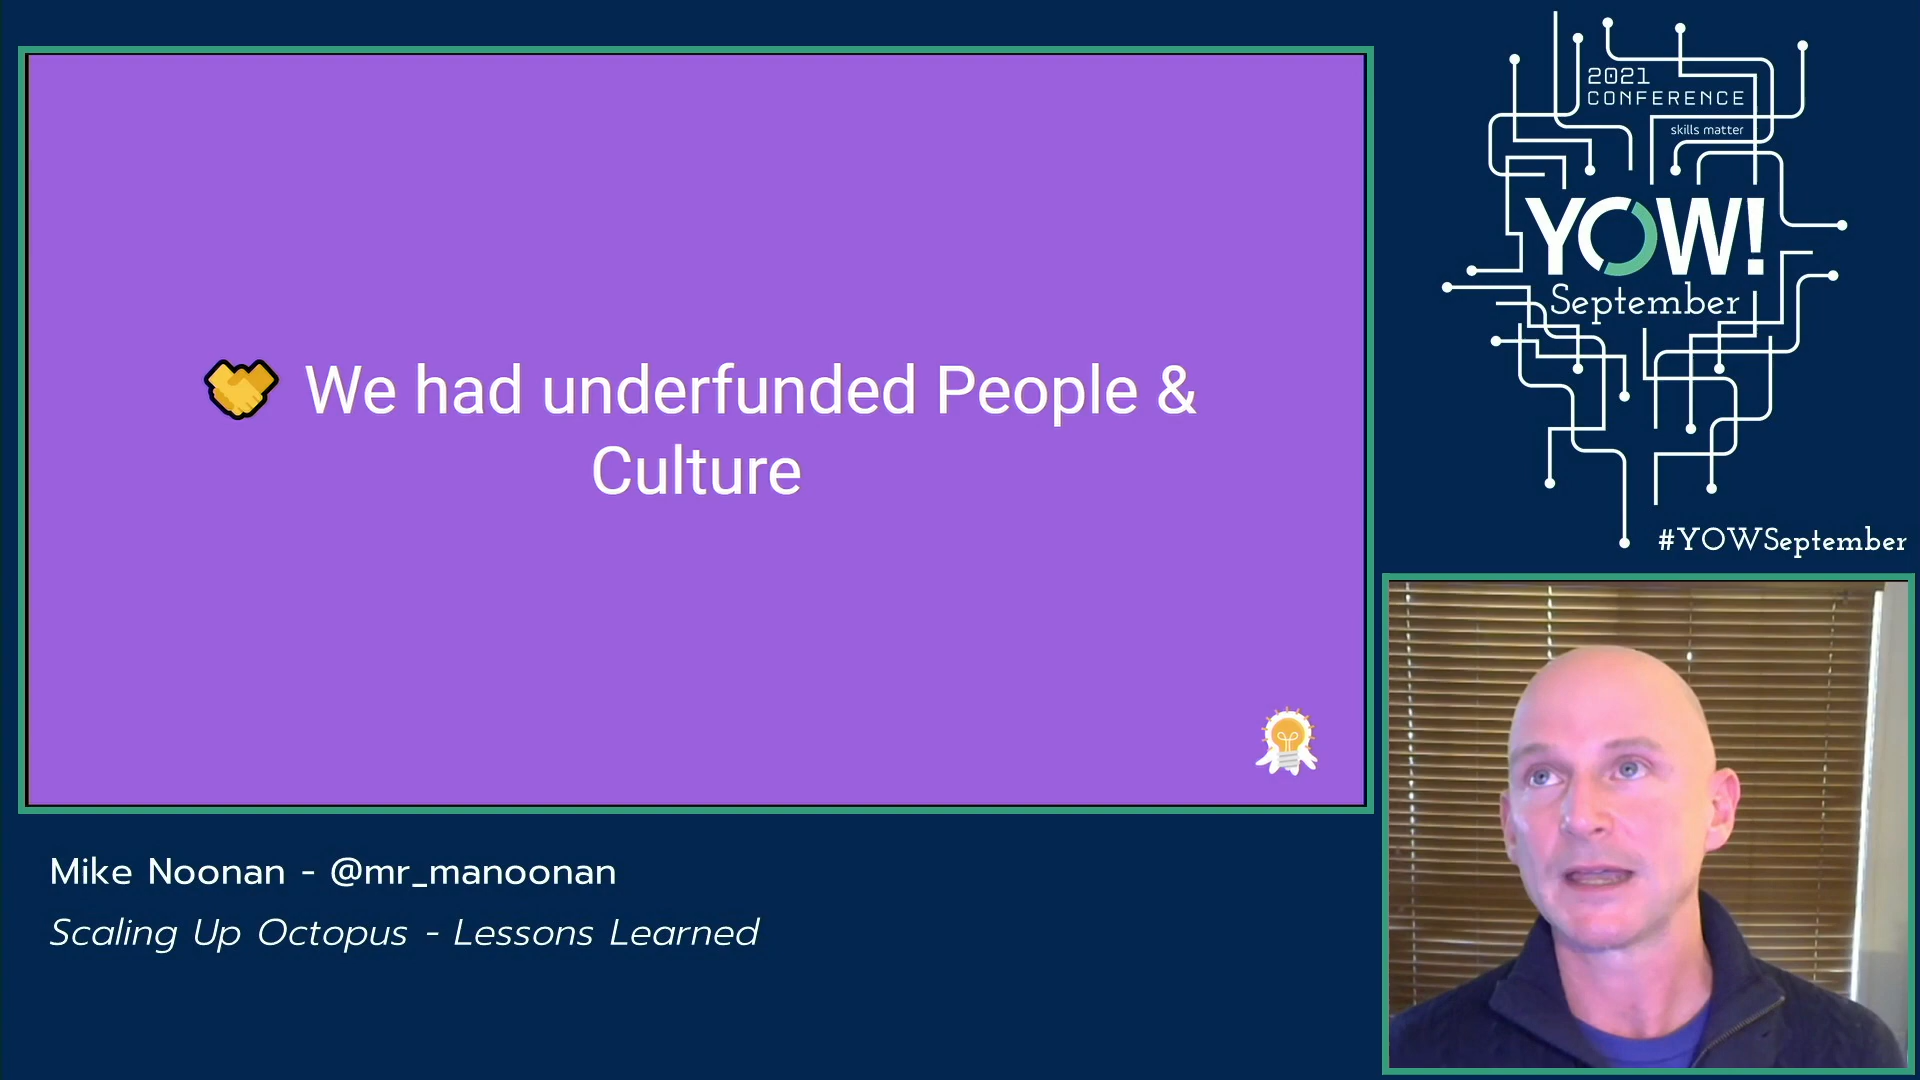 We had underfunded People &
Culture
2021
CONFERENCE
skills matter
YOW!
September
#YOWSeptember
Mike Noonan - @mr_manoonan
Scaling Up Octopus - Lessons Learned